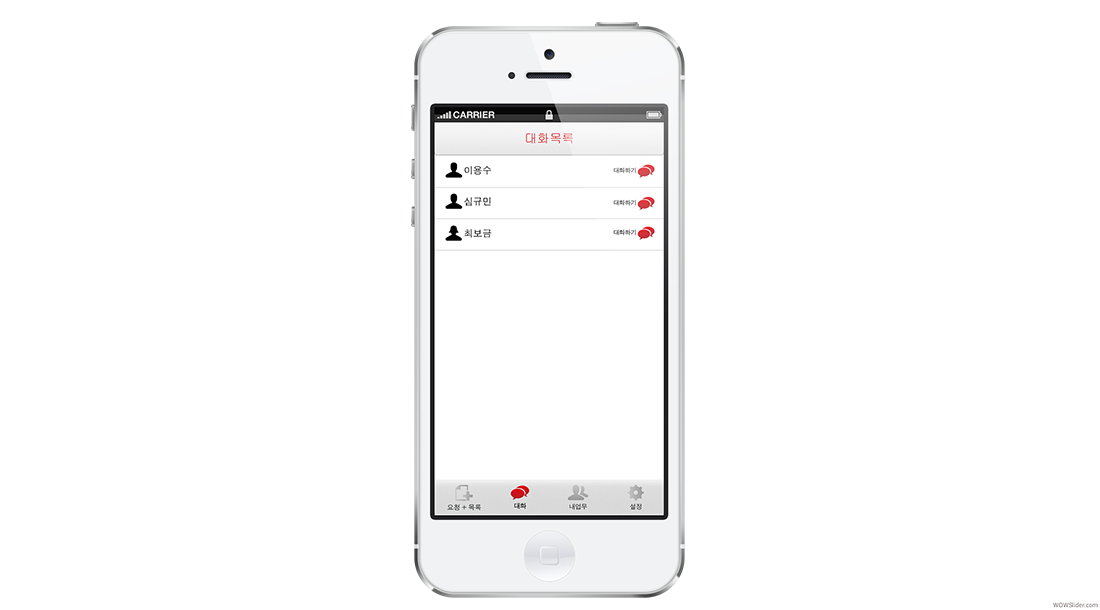 CARRIER
대화목록
이용수 대화하기
심규민 대화하기
최보금 대화하기
요청 + 목록 대화 내업무 설정
WOWSlider.com